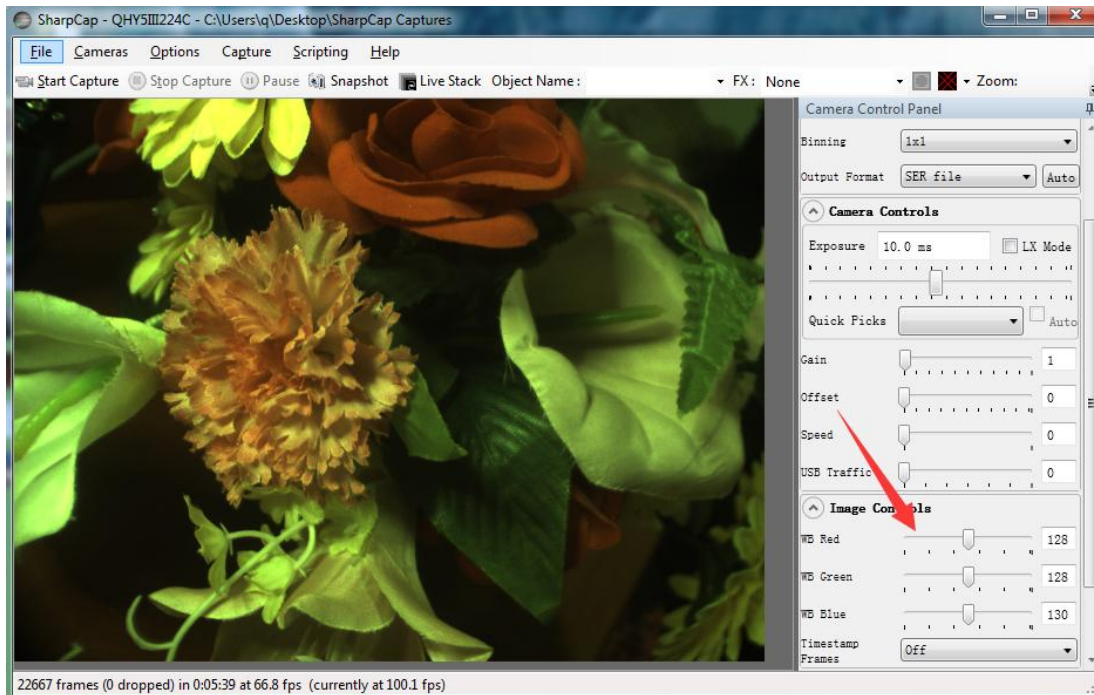 SharpCap - QHY5III224C - C:\Users\q\Desktop\SharpCap Captures
File Cameras Options Capture Scripting Help
Start Capture Stop Capture Pause Snapshot Live Stack Object Name : FX : None Zoom:
Camera Control Panel
Binning 1x1
Output Format SER file Auto
Camera Controls
Exposure 10.0 ms LX Mode
Quick Picks Auto
Gain 1
Offset 0
Speed 0
USB Traffic 0
Image Controls
WB Red 128
WB Green 128
WB Blue 130
Timestamp Frames Off
22667 frames (0 dropped) in 0:05:39 at 66.8 fps (currently at 100.1 fps)